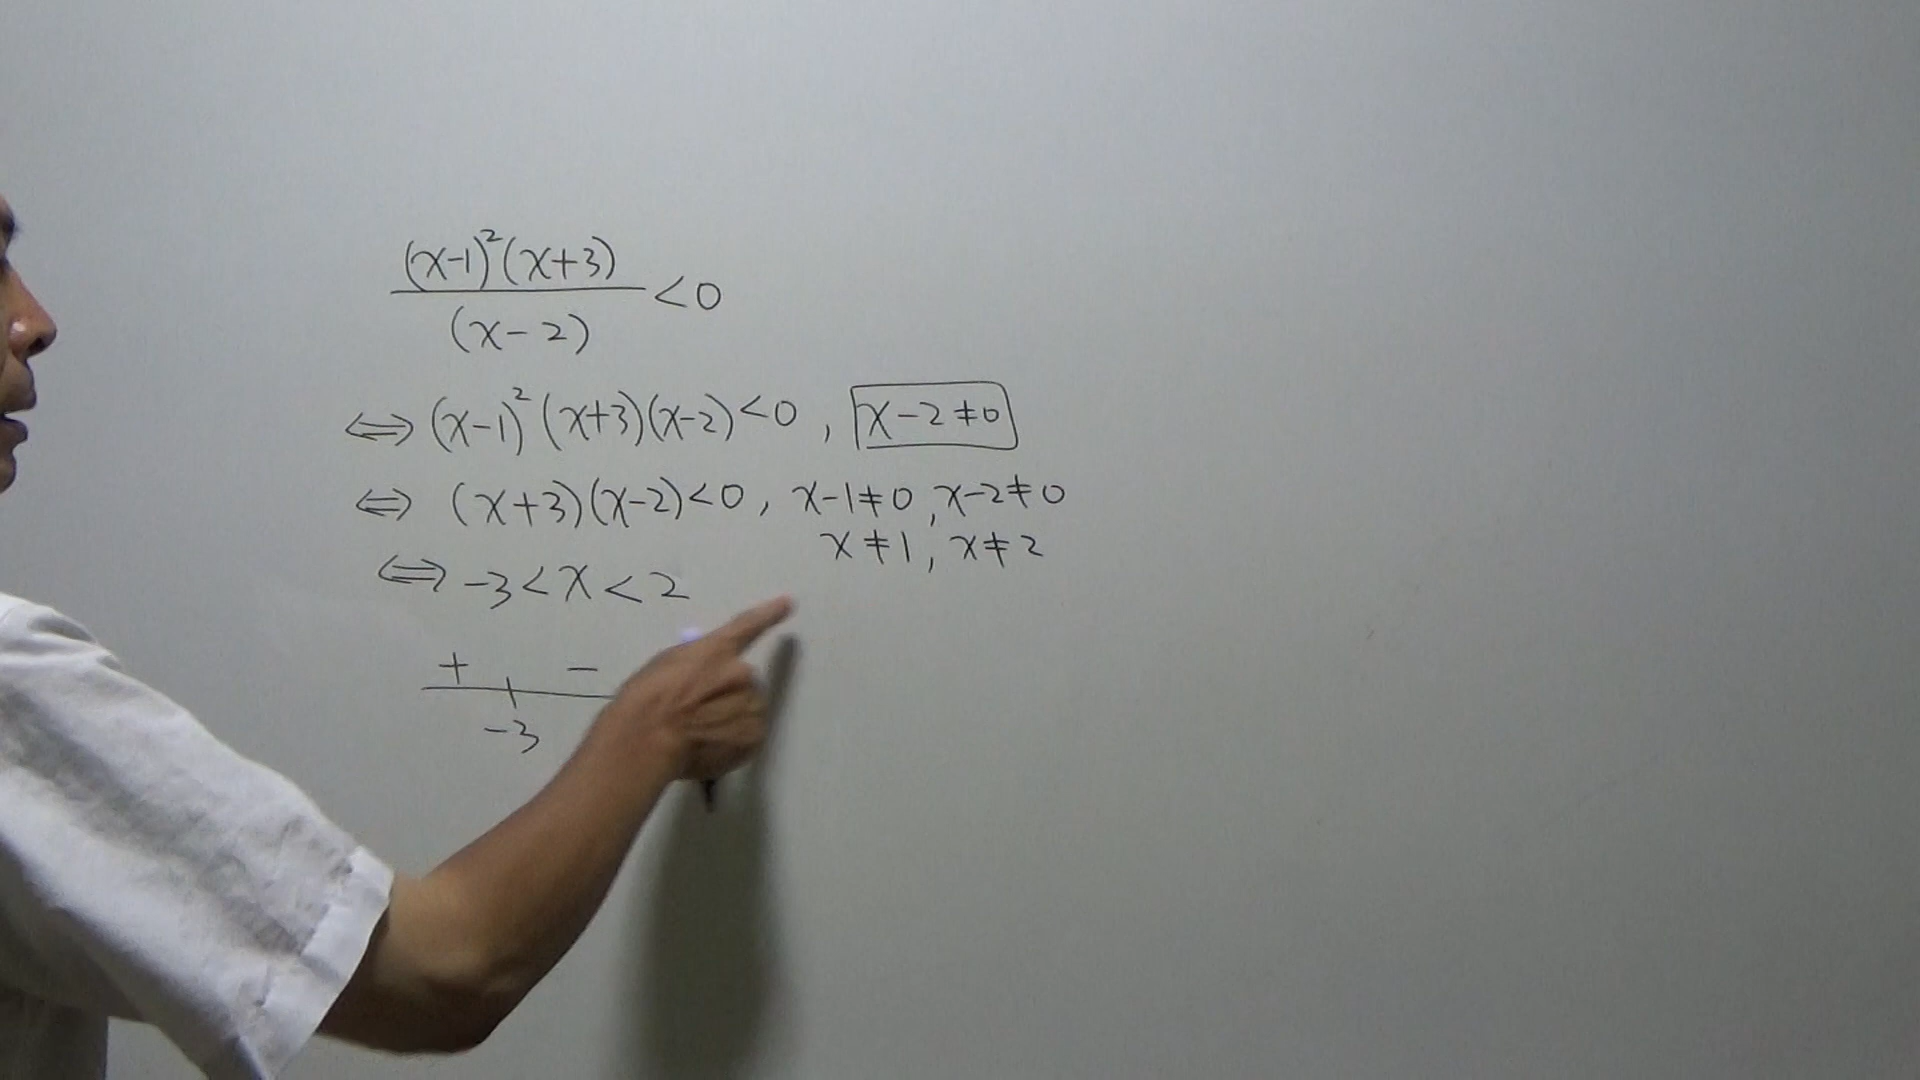 (x-1)²(x+3)
/(x-2) <0
⇔ (x-1)²(x+3)(x-2)<0, x-2≠0
⇔ (x+3)(x-2)<0, x-1≠0, x-2≠0
x≠1, x≠2
⇔ -3<x<2
+ -
-3